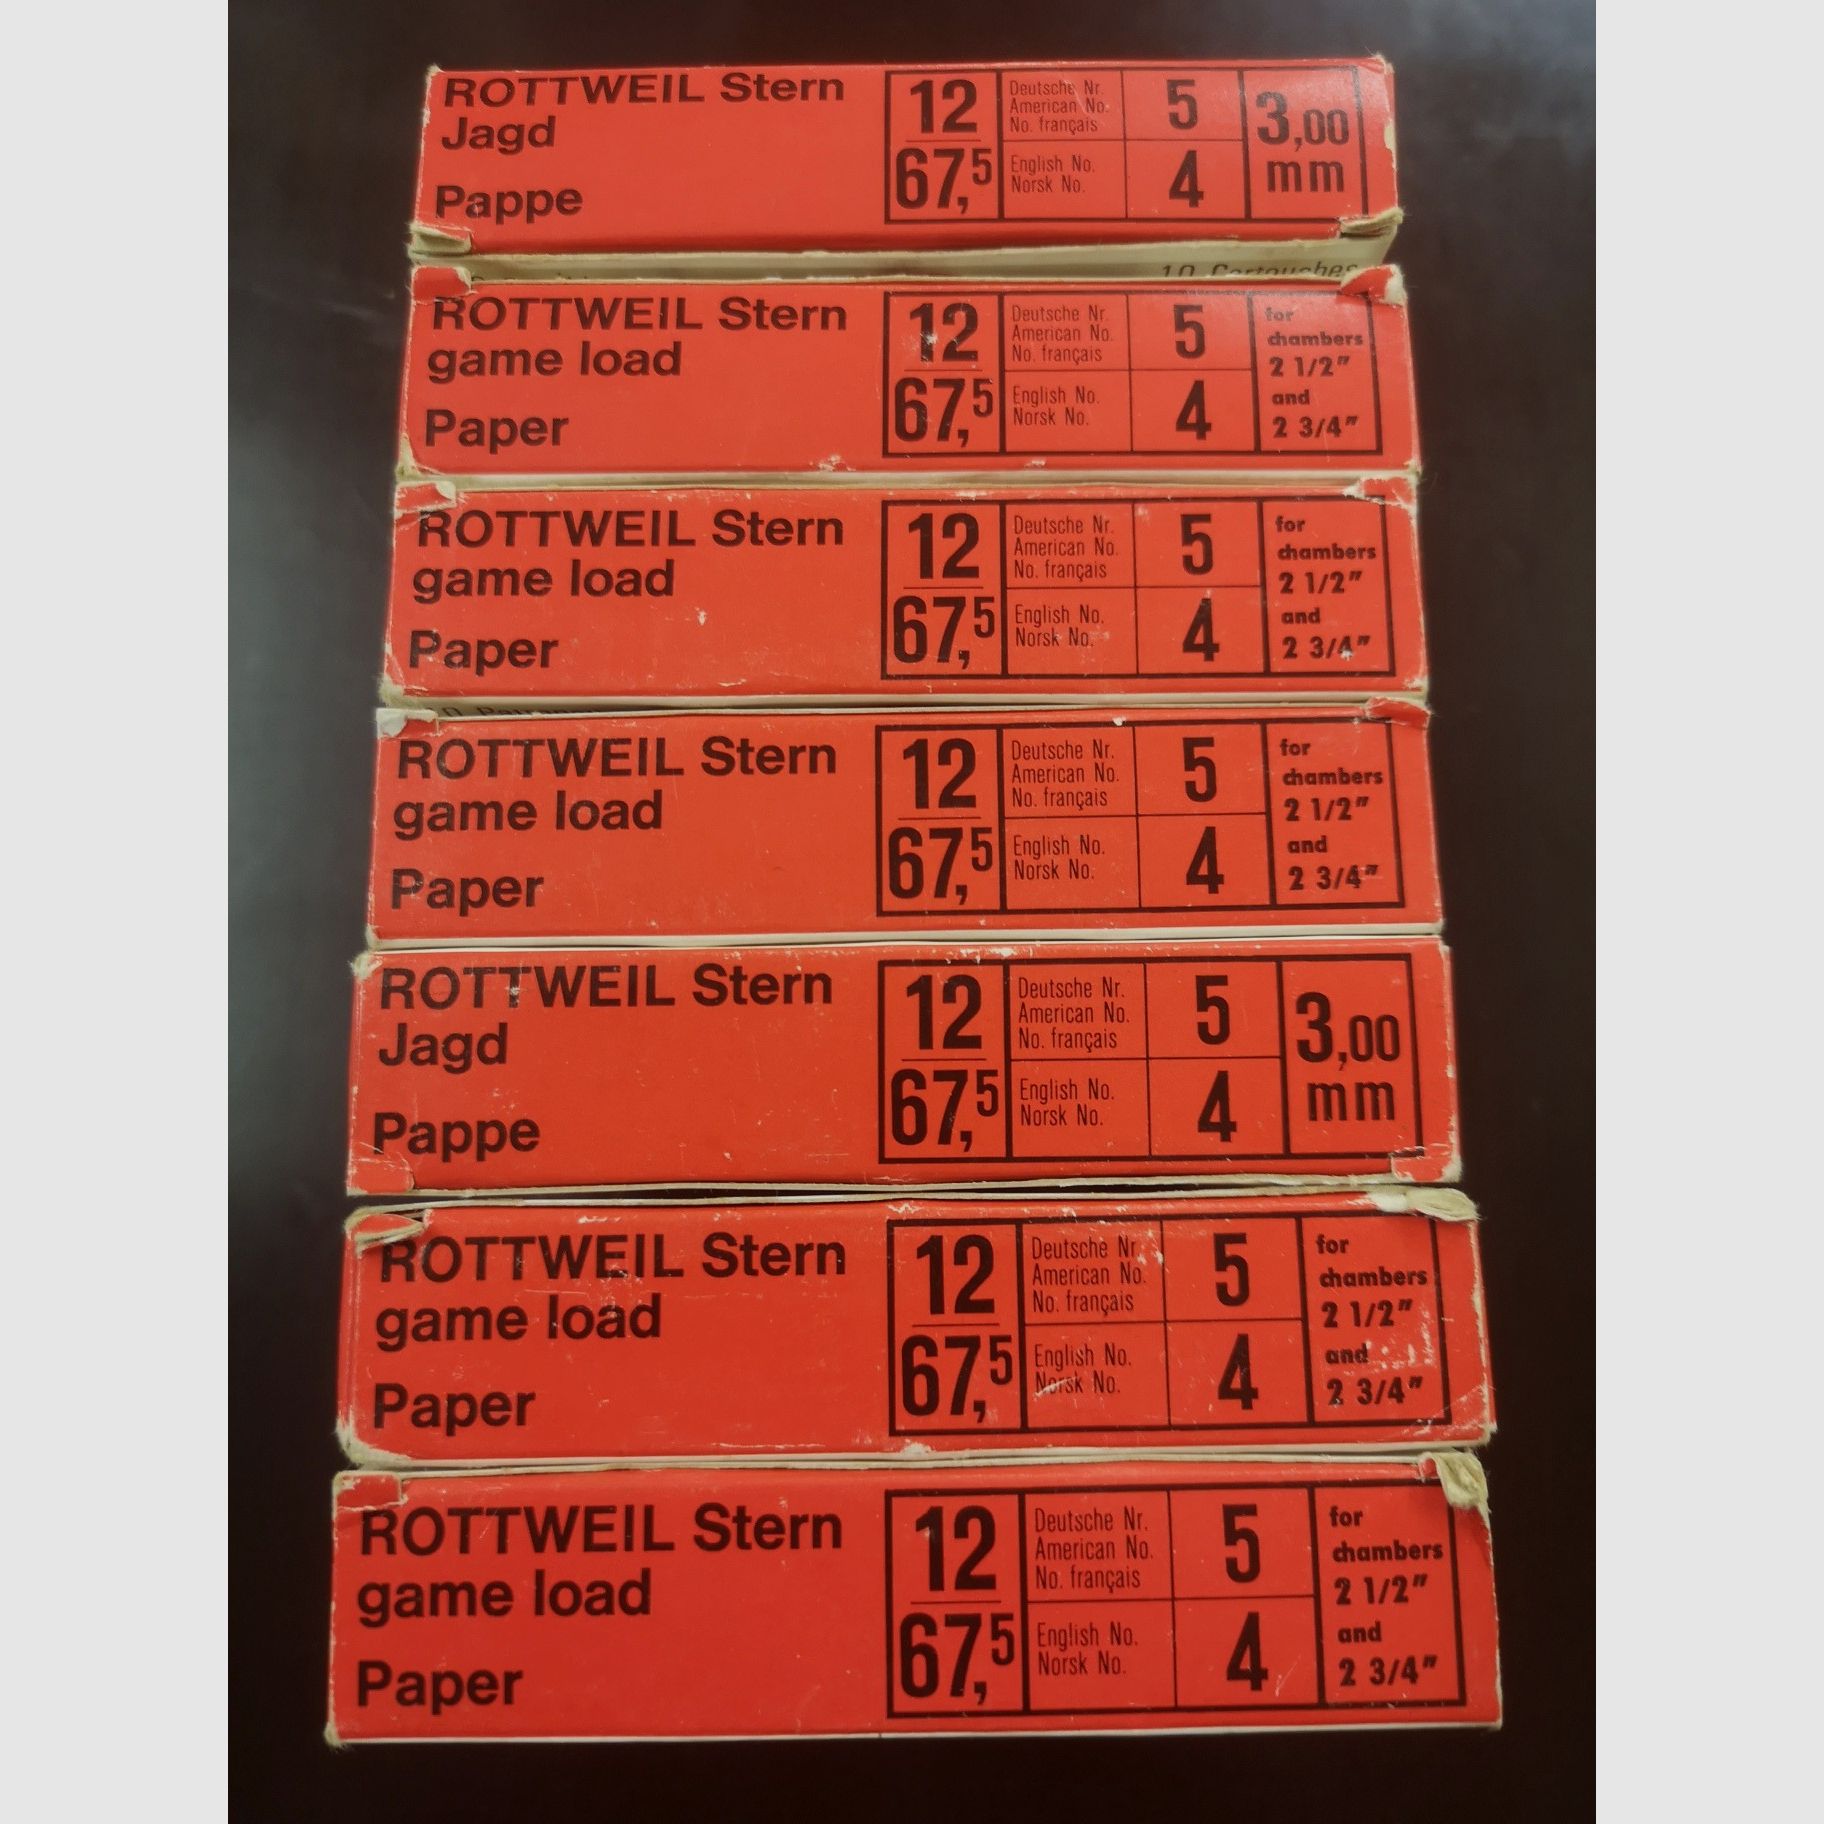 ROTTWEIL Stern
Jagd
Pappe
12
67,5
Deutsche Nr.
American No.
No. français
5
English No.
Norsk No.
4
3,00
mm
10 Cartouches
ROTTWEIL Stern
game load
Paper
12
67,5
Deutsche Nr.
American No.
No. français
5
English No.
Norsk No.
4
for
chambers
2 1/2"
and
2 3/4"
ROTTWEIL Stern
game load
Paper
12
67,5
Deutsche Nr.
American No.
No. français
5
English No.
Norsk No.
4
for
chambers
2 1/2"
and
2 3/4"
ROTTWEIL Stern
game load
Paper
12
67,5
Deutsche Nr.
American No.
No. français
5
English No.
Norsk No.
4
for
chambers
2 1/2"
and
2 3/4"
ROTTWEIL Stern
Jagd
Pappe
12
67,5
Deutsche Nr.
American No.
No. français
5
English No.
Norsk No.
4
3,00
mm
ROTTWEIL Stern
game load
Paper
12
67,5
Deutsche Nr.
American No.
No. français
5
English No.
Norsk No.
4
for
chambers
2 1/2"
and
2 3/4"
ROTTWEIL Stern
game load
Paper
12
67,5
Deutsche Nr.
American No.
No. français
5
English No.
Norsk No.
4
for
chambers
2 1/2"
and
2 3/4"